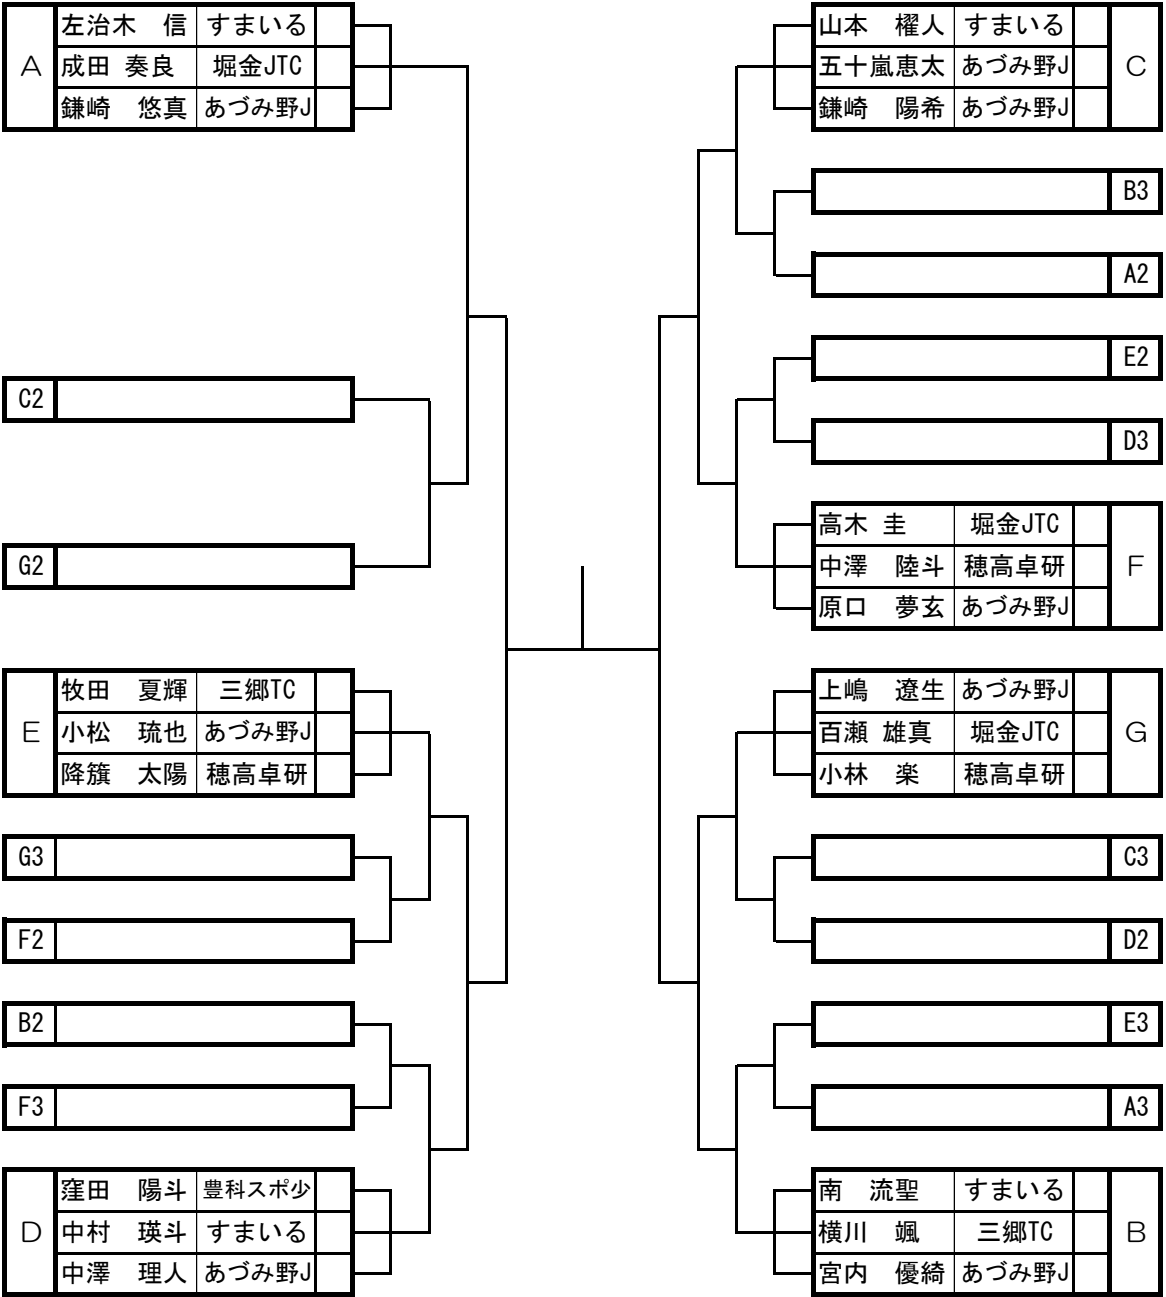 A
左治木　信 すまいる
成田 奏良 堀金JTC
鎌崎　悠真 あづみ野J
C2
G2
E
牧田　夏輝 三郷TC
小松　琉也 あづみ野J
降簱　太陽 穂高卓研
G3
F2
B2
F3
D
窪田　陽斗 豊科スポ少
中村　瑛斗 すまいる
中澤　理人 あづみ野J
山本　櫂人 すまいる
五十嵐恵太 あづみ野J
鎌崎　陽希 あづみ野J
C
B3
A2
E2
D3
高木 圭 堀金JTC
中澤　陸斗 穂高卓研
原口　夢玄 あづみ野J
F
上嶋　遼生 あづみ野J
百瀬 雄真 堀金JTC
小林　楽 穂高卓研
G
C3
D2
E3
A3
南　流聖 すまいる
横川　颯 三郷TC
宮内　優綺 あづみ野J
B